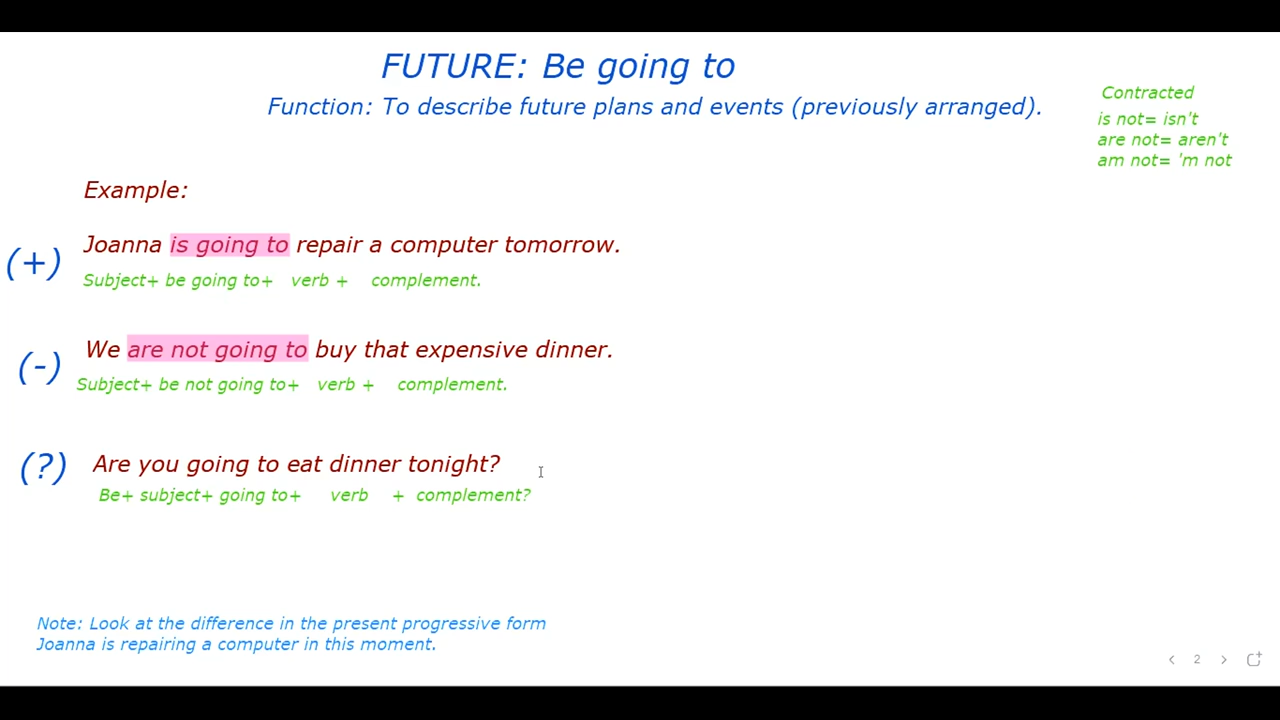 FUTURE: Be going to
Function: To describe future plans and events (previously arranged).
Contracted
is not= isn't
are not= aren't
am not= 'm not
Example:
(+)
Joanna is going to repair a computer tomorrow.
Subject+ be going to+ verb + complement.
(-)
We are not going to buy that expensive dinner.
Subject+ be not going to+ verb + complement.
(?)
Are you going to eat dinner tonight?
Be+ subject+ going to+ verb + complement?
Note: Look at the difference in the present progressive form
Joanna is repairing a computer in this moment.
2